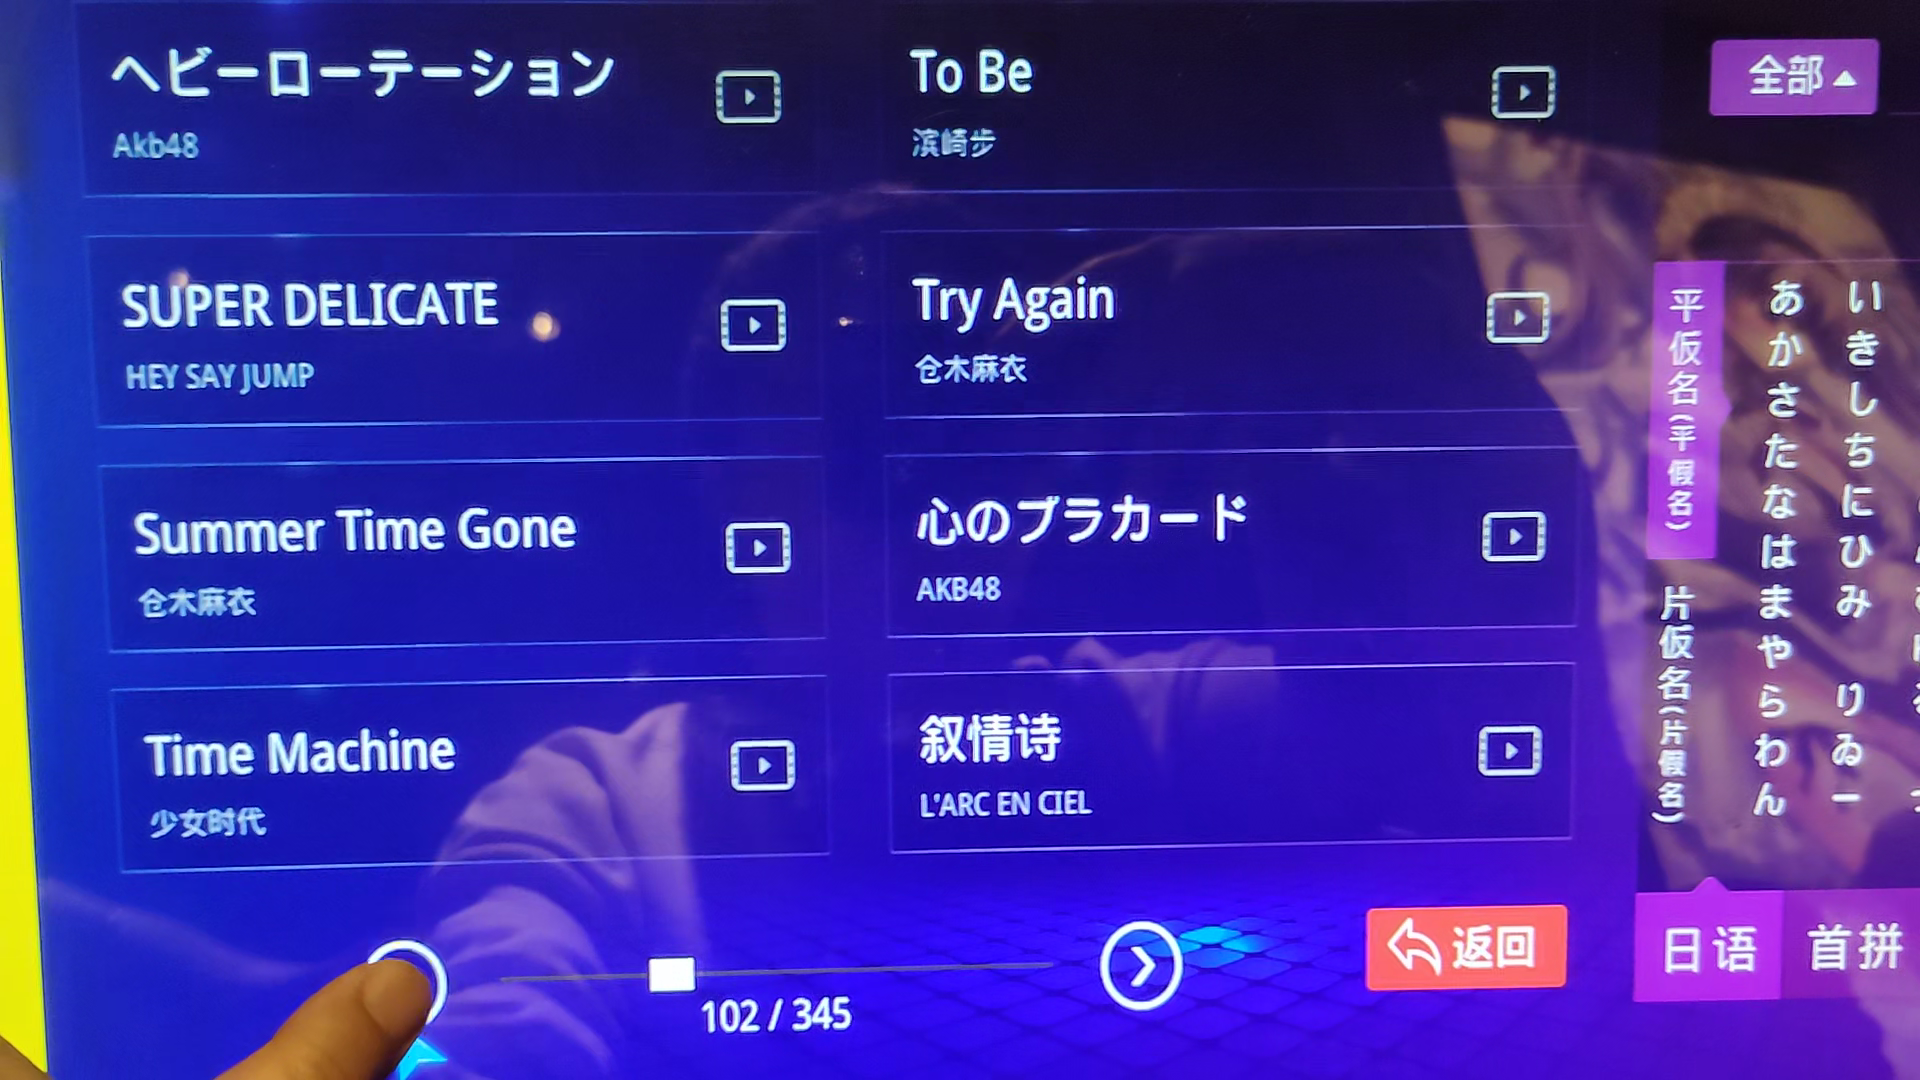 ヘビーローテーション
Akb48
To Be
滨崎步
SUPER DELICATE
HEY SAY JUMP
Try Again
仓木麻衣
Summer Time Gone
仓木麻衣
心のプラカード
AKB48
Time Machine
少女时代
叙情诗
L'ARC EN CIEL
102 / 345
返回
全部
平仮名(平假名)
片仮名(片假名)
あかさたなはまやらわん
いきしちにひみ りゐー
日语
首拼